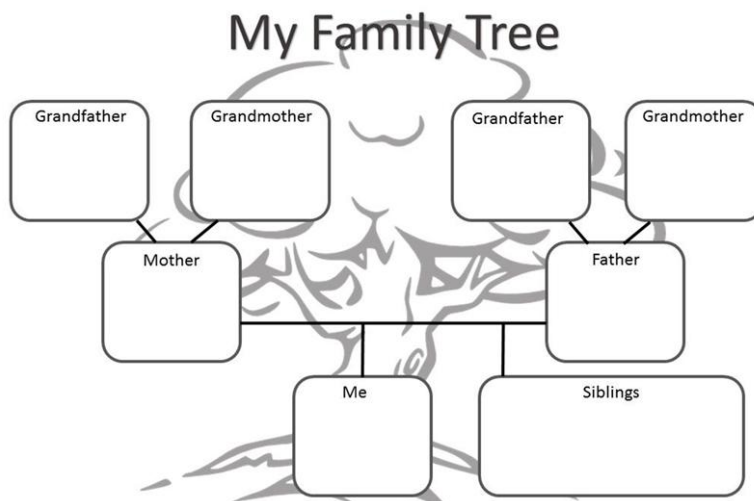 My Family Tree
Grandfather
Grandmother
Grandfather
Grandmother
Mother
Father
Me
Siblings